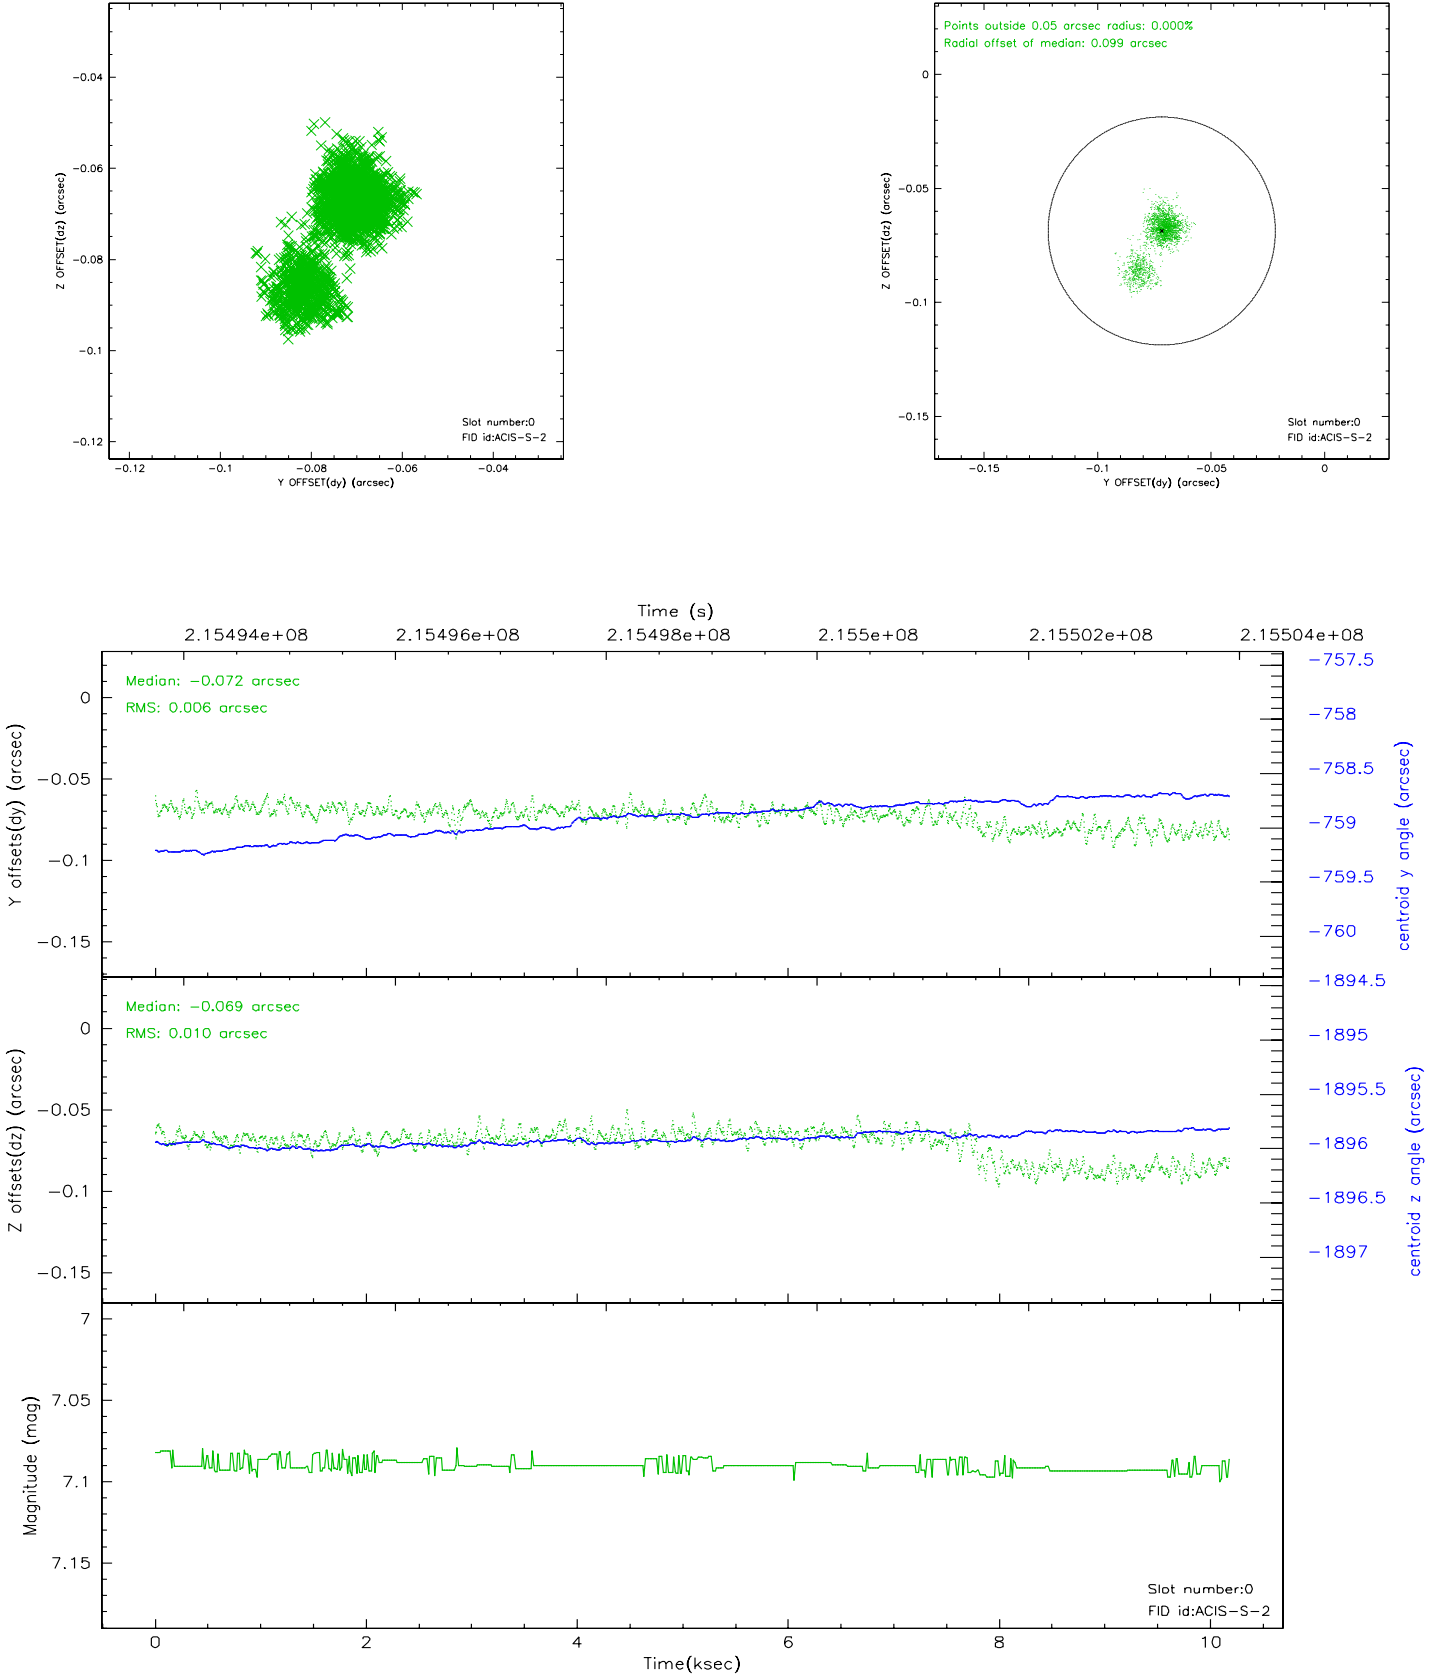 −0.04
−0.06
−0.08
−0.1
−0.12
Z OFFSET(dz) (arcsec)
Slot number:0
FID id:ACIS−S−2
−0.12 −0.1 −0.08 −0.06 −0.04
Y OFFSET(dy) (arcsec)
Points outside 0.05 arcsec radius: 0.000%
Radial offset of median: 0.099 arcsec
0
−0.05
−0.1
−0.15
Z OFFSET(dz) (arcsec)
Slot number:0
FID id:ACIS−S−2
−0.15 −0.1 −0.05 0
Y OFFSET(dy) (arcsec)
Time (s)
2.15494e+08 2.15496e+08 2.15498e+08 2.155e+08 2.15502e+08 2.15504e+08
Median: −0.072 arcsec
RMS: 0.006 arcsec
0
−0.05
−0.1
−0.15
Y offsets(dy) (arcsec)
−757.5
−758
−758.5
−759
−759.5
−760
centroid y angle (arcsec)
Median: −0.069 arcsec
RMS: 0.010 arcsec
0
−0.05
−0.1
−0.15
Z offsets(dz) (arcsec)
−1894.5
−1895
−1895.5
−1896
−1896.5
−1897
centroid z angle (arcsec)
7
7.05
7.1
7.15
Magnitude (mag)
Slot number:0
FID id:ACIS−S−2
0 2 4 6 8 10
Time(ksec)